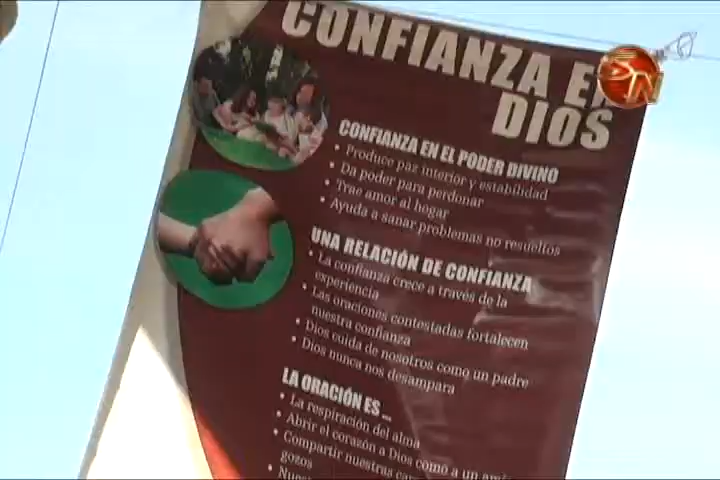 CONFIANZA EN
DIOS
CONFIANZA EN EL PODER DIVINO
• Produce paz interior y estabilidad
• Da poder para perdonar
• Trae amor al hogar
• Ayuda a sanar problemas no resueltos
UNA RELACIÓN DE CONFIANZA
• La confianza crece a través de la
experiencia
• Las oraciones contestadas fortalecen
nuestra confianza
• Dios cuida de nosotros como un padre
• Dios nunca nos desampara
LA ORACIÓN ES...
• La respiración del alma
• Abrir el corazón a Dios como a un
• Compartir nuestras
gozos